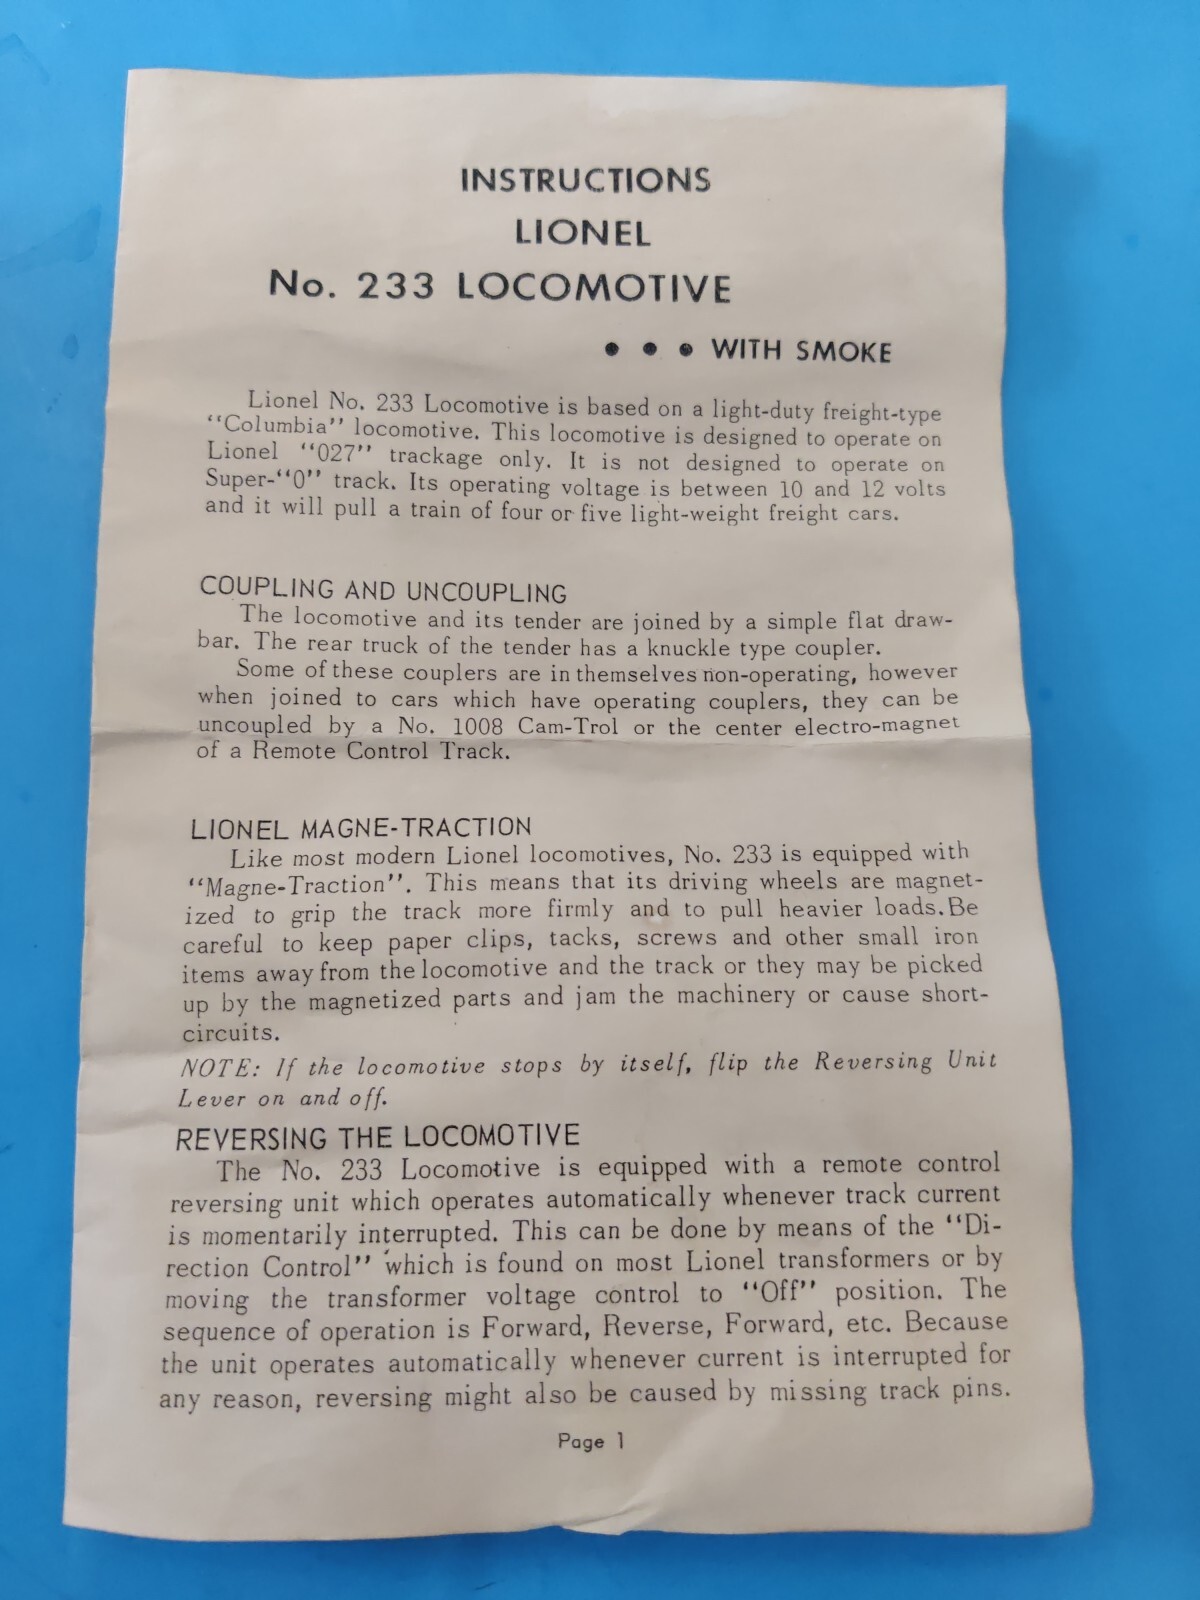 INSTRUCTIONS
LIONEL
No. 233 LOCOMOTIVE
• • • WITH SMOKE
Lionel No. 233 Locomotive is based on a light-duty freight-type
“Columbia” locomotive. This locomotive is designed to operate on
Lionel “027” trackage only. It is not designed to operate on
Super-“0” track. Its operating voltage is between 10 and 12 volts
and it will pull a train of four or five light-weight freight cars.
COUPLING AND UNCOUPLING
The locomotive and its tender are joined by a simple flat draw-
bar. The rear truck of the tender has a knuckle type coupler.
Some of these couplers are in themselves non-operating, however
when joined to cars which have operating couplers, they can be
uncoupled by a No. 1008 Cam-Trol or the center electro-magnet
of a Remote Control Track.
LIONEL MAGNE-TRACTION
Like most modern Lionel locomotives, No. 233 is equipped with
“Magne-Traction”. This means that its driving wheels are magnet-
ized to grip the track more firmly and to pull heavier loads. Be
careful to keep paper clips, tacks, screws and other small iron
items away from the locomotive and the track or they may be picked
up by the magnetized parts and jam the machinery or cause short-
circuits.
NOTE: If the locomotive stops by itself, flip the Reversing Unit
Lever on and off.
REVERSING THE LOCOMOTIVE
The No. 233 Locomotive is equipped with a remote control
reversing unit which operates automatically whenever track current
is momentarily interrupted. This can be done by means of the “Di-
rection Control” which is found on most Lionel transformers or by
moving the transformer voltage control to “Off” position. The
sequence of operation is Forward, Reverse, Forward, etc. Because
the unit operates automatically whenever current is interrupted for
any reason, reversing might also be caused by missing track pins.
Page 1